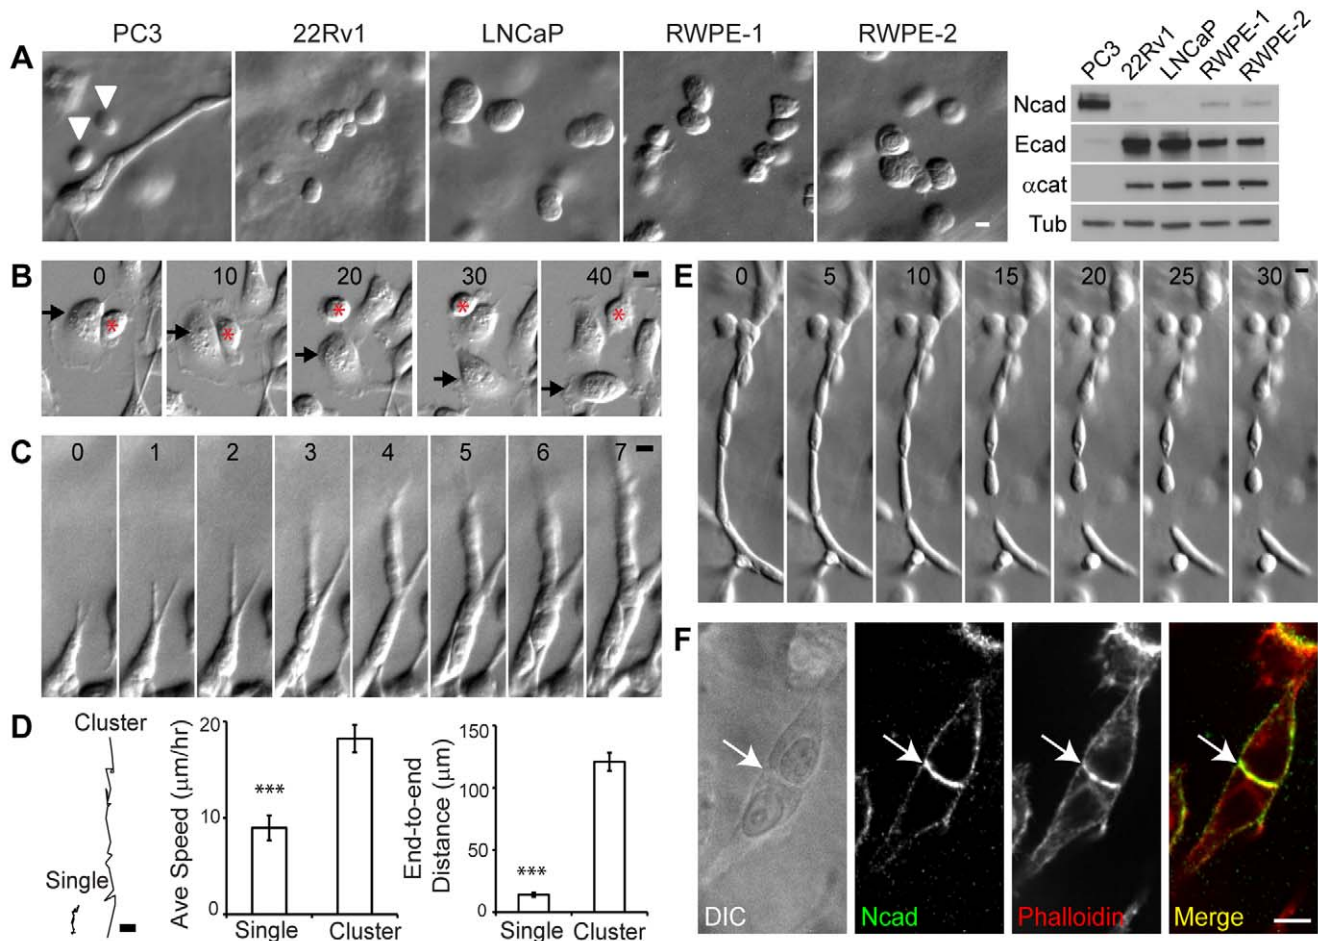 PC3 22Rv1 LNCaP RWPE-1 RWPE-2
A
PC3 22Rv1 LNCaP RWPE-1 RWPE-2
Ncad
Ecad
αcat
Tub
B
0 10 20 30 40
* * * * *
C
0 1 2 3 4 5 6 7
D
Cluster
Single
Ave Speed (μm/hr)
20
10
0
***
Single Cluster
End-to-end
Distance (μm)
150
100
50
0
***
Single Cluster
E
0 5 10 15 20 25 30
F
DIC Ncad Phalloidin Merge